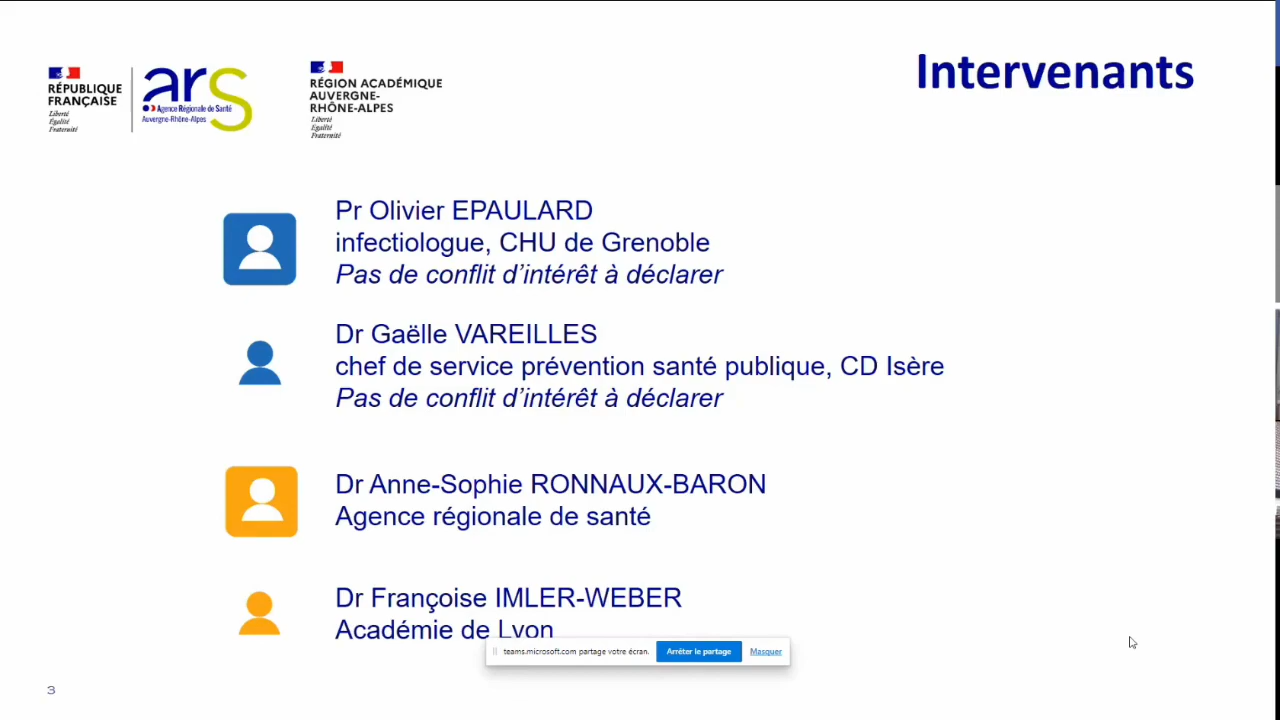 Intervenants
RÉPUBLIQUE
FRANÇAISE
Liberté
Égalité
Fraternité
ars
Agence Régionale de Santé
Auvergne-Rhône-Alpes
RÉGION ACADÉMIQUE
AUVERGNE-
RHÔNE-ALPES
Liberté
Égalité
Fraternité
Pr Olivier EPAULARD
infectiologue, CHU de Grenoble
Pas de conflit d’intérêt à déclarer
Dr Gaëlle VAREILLES
chef de service prévention santé publique, CD Isère
Pas de conflit d’intérêt à déclarer
Dr Anne-Sophie RONNAUX-BARON
Agence régionale de santé
Dr Françoise IMLER-WEBER
Académie de Lyon
teams.microsoft.com partage votre écran.
Arrêter le partage
Masquer
3